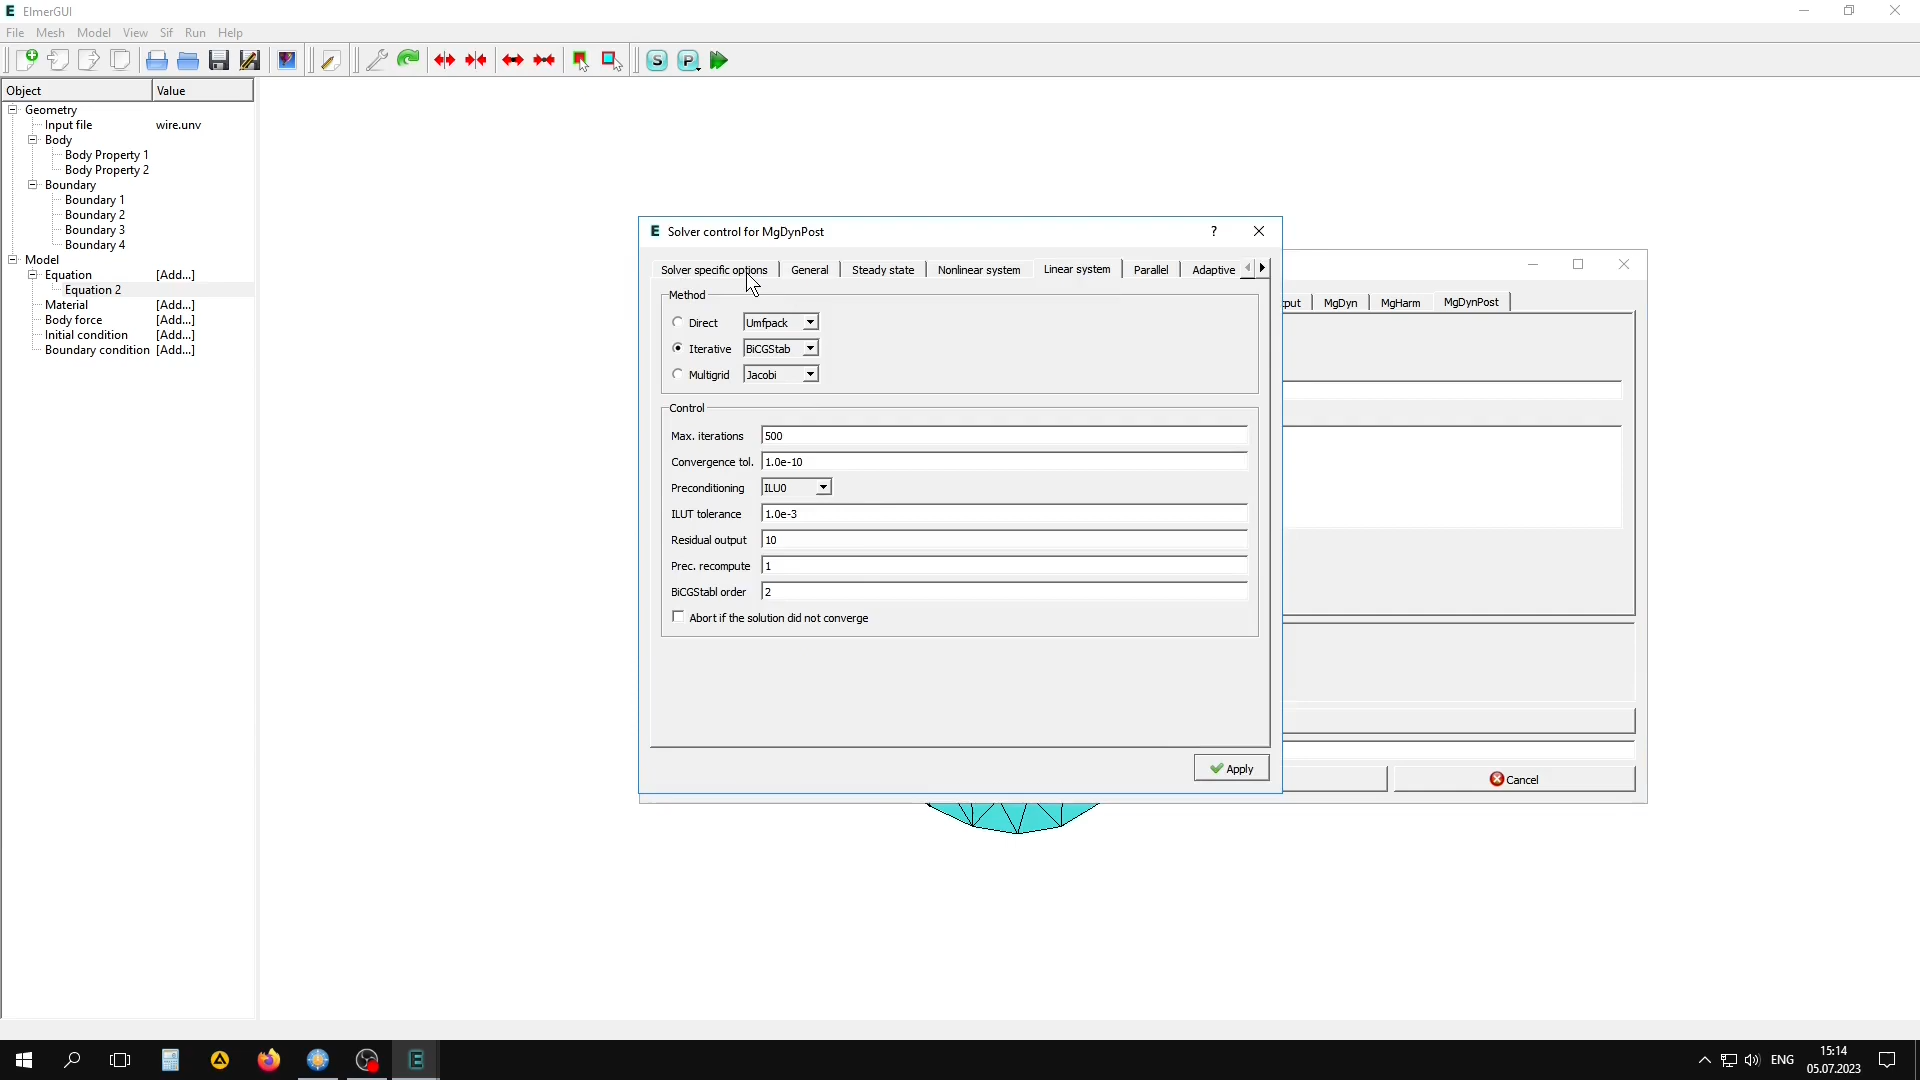 ElmerGUI
File Mesh Model View Sif Run Help
S P
Object Value
Geometry
Input file wire.unv
Body
Body Property 1
Body Property 2
Boundary
Boundary 1
Boundary 2
Boundary 3
Boundary 4
Model
Equation [Add...]
Equation 2
Material [Add...]
Body force [Add...]
Initial condition [Add...]
Boundary condition [Add...]
E Solver control for MgDynPost ?
Solver specific options General Steady state Nonlinear system Linear system Parallel Adaptive
Method
Direct Umfpack
Iterative BiCGStab
Multigrid Jacobi
Control
Max. iterations 500
Convergence tol. 1.0e-10
Preconditioning ILU0
ILUT tolerance 1.0e-3
Residual output 10
Prec. recompute 1
BiCGStabl order 2
Abort if the solution did not converge
Apply
MgDyn MgHarm MgDynPost
Cancel
ENG
15:14
05.07.2023